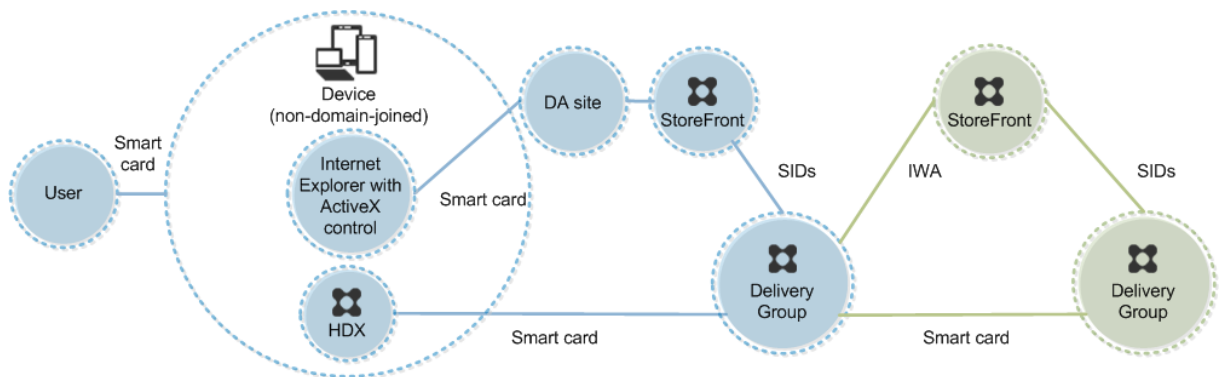 User
Smart
card
Device
(non-domain-joined)
Internet
Explorer with
ActiveX
control
HDX
Smart card
DA site
StoreFront
SIDs
Delivery
Group
Smart card
IWA
StoreFront
SIDs
Delivery
Group
Smart card